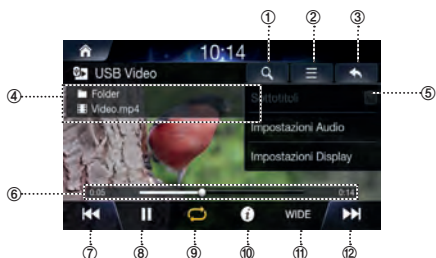 ① ② ③
10:14
USB Video
④ Folder
Video.mp4
Sottotitoli ⑤
Impostazioni Audio
Impostazioni Display
⑥ 0:05 0:14
WIDE
⑦ ⑧ ⑨ ⑩ ⑪ ⑫